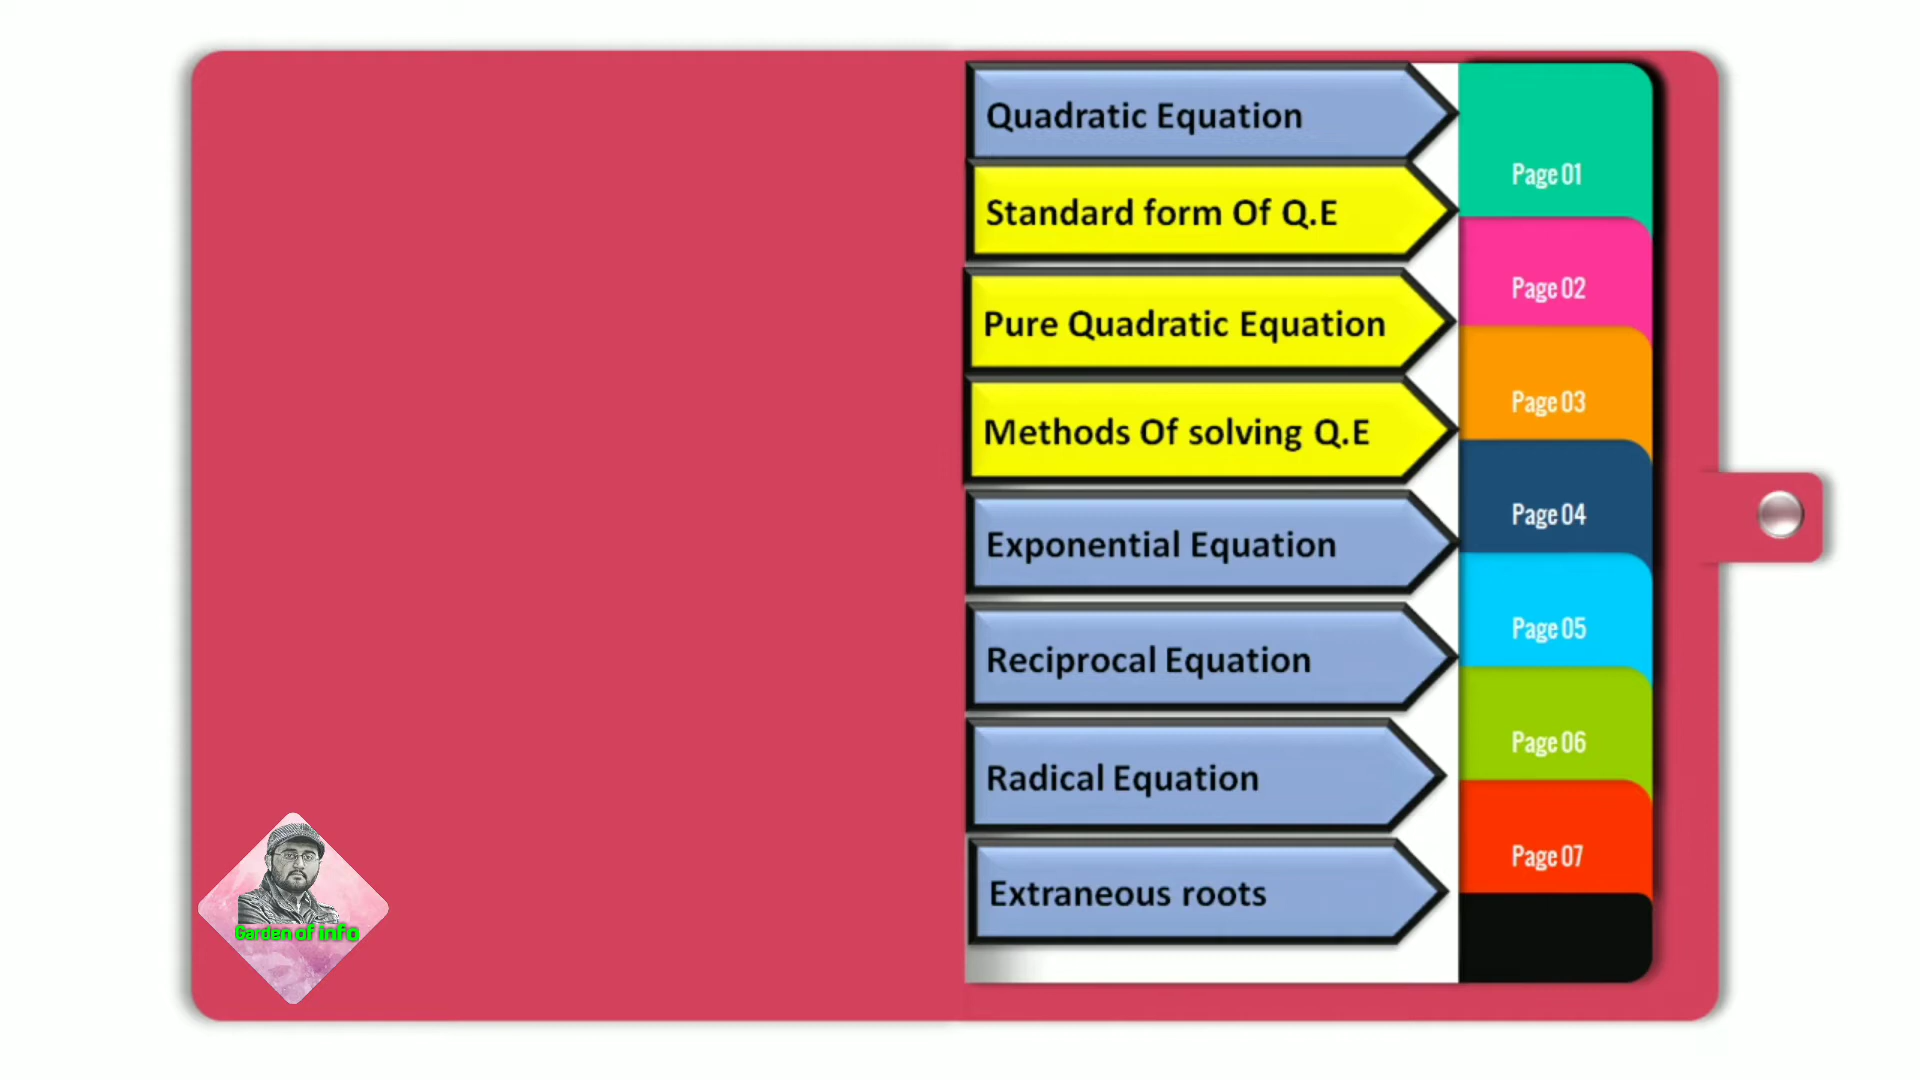 Quadratic Equation
Page 01
Standard form Of Q.E
Page 02
Pure Quadratic Equation
Page 03
Methods Of solving Q.E
Page 04
Exponential Equation
Page 05
Reciprocal Equation
Page 06
Radical Equation
Page 07
Extraneous roots
Garden of info